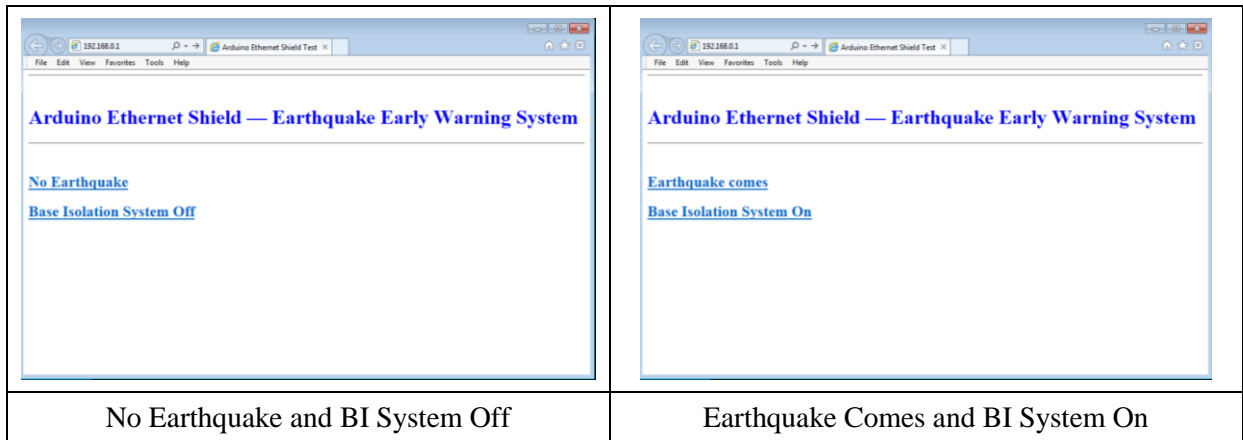 192.168.0.1
Arduino Ethernet Shield Test
File Edit View Favorites Tools Help
Arduino Ethernet Shield — Earthquake Early Warning System
No Earthquake
Base Isolation System Off
No Earthquake and BI System Off
192.168.0.1
Arduino Ethernet Shield Test
File Edit View Favorites Tools Help
Arduino Ethernet Shield — Earthquake Early Warning System
Earthquake comes
Base Isolation System On
Earthquake Comes and BI System On